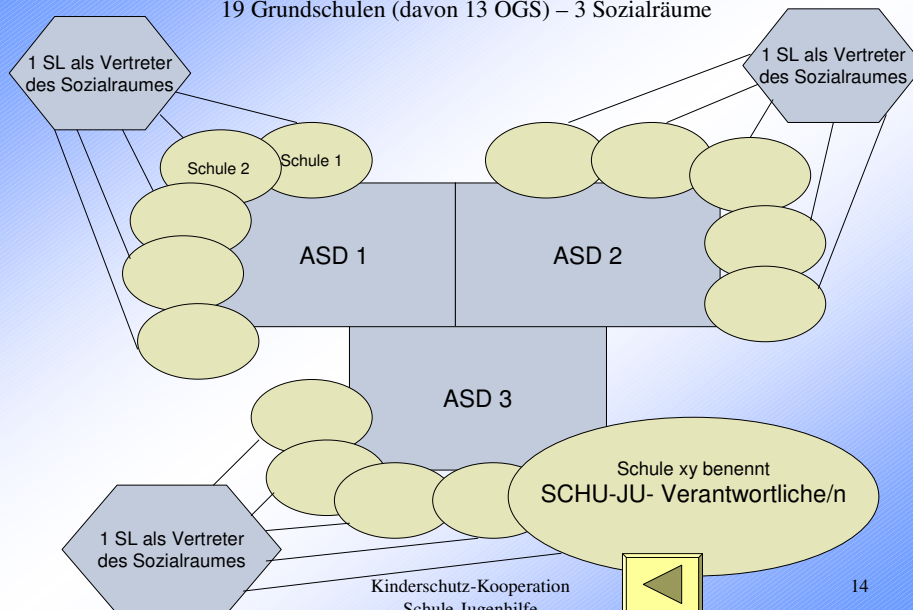 19 Grundschulen (davon 13 OGS) – 3 Sozialräume
1 SL als Vertreter
des Sozialraumes
1 SL als Vertreter
des Sozialraumes
Schule 2
Schule 1
ASD 1
ASD 2
ASD 3
Schule xy benennt
SCHU-JU- Verantwortliche/n
1 SL als Vertreter
des Sozialraumes
Kinderschutz-Kooperation
Schule Jugenhilfe
14